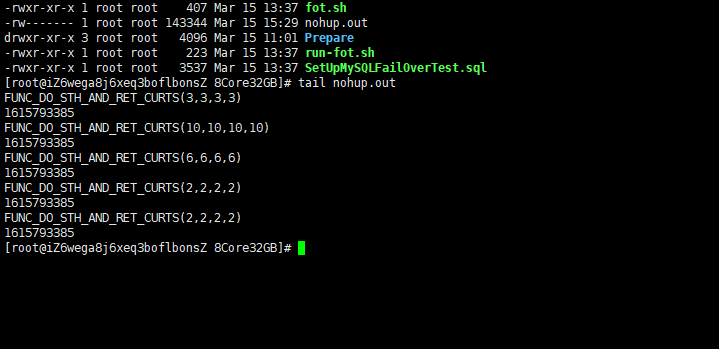 -rwxr-xr-x 1 root root    407 Mar 15 13:37 fot.sh
-rw------- 1 root root 143344 Mar 15 15:29 nohup.out
drwxr-xr-x 3 root root   4096 Mar 15 11:01 Prepare
-rwxr-xr-x 1 root root    223 Mar 15 13:37 run-fot.sh
-rwxr-xr-x 1 root root   3537 Mar 15 13:37 SetUpMySQLFailOverTest.sql
[root@iZ6wega8j6xeq3boflbonsZ 8Core32GB]# tail nohup.out
FUNC_DO_STH_AND_RET_CURTS(3,3,3,3)
1615793385
FUNC_DO_STH_AND_RET_CURTS(10,10,10,10)
1615793385
FUNC_DO_STH_AND_RET_CURTS(6,6,6,6)
1615793385
FUNC_DO_STH_AND_RET_CURTS(2,2,2,2)
1615793385
FUNC_DO_STH_AND_RET_CURTS(2,2,2,2)
1615793385
[root@iZ6wega8j6xeq3boflbonsZ 8Core32GB]#